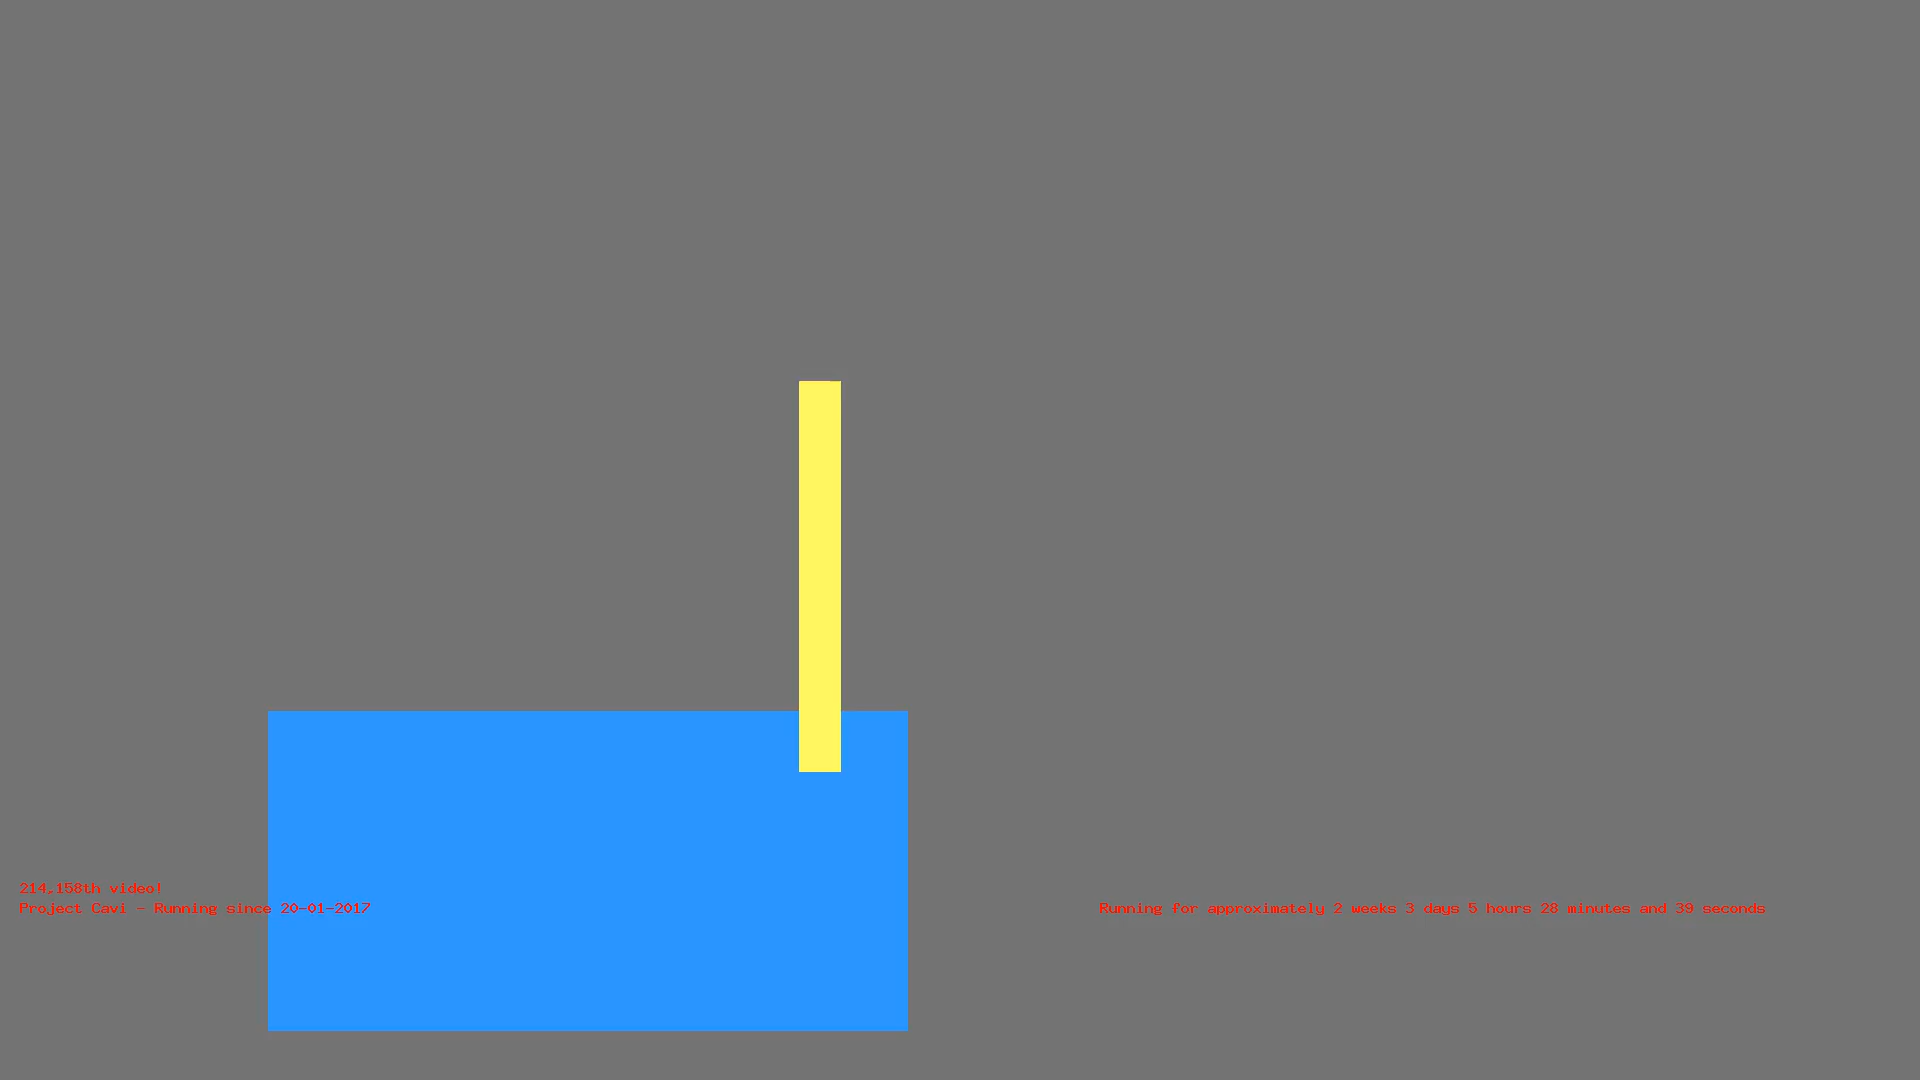 214,158th video!
Project Cavi - Running since 20-01-2017
Running for approximately 2 weeks 3 days 5 hours 28 minutes and 39 seconds